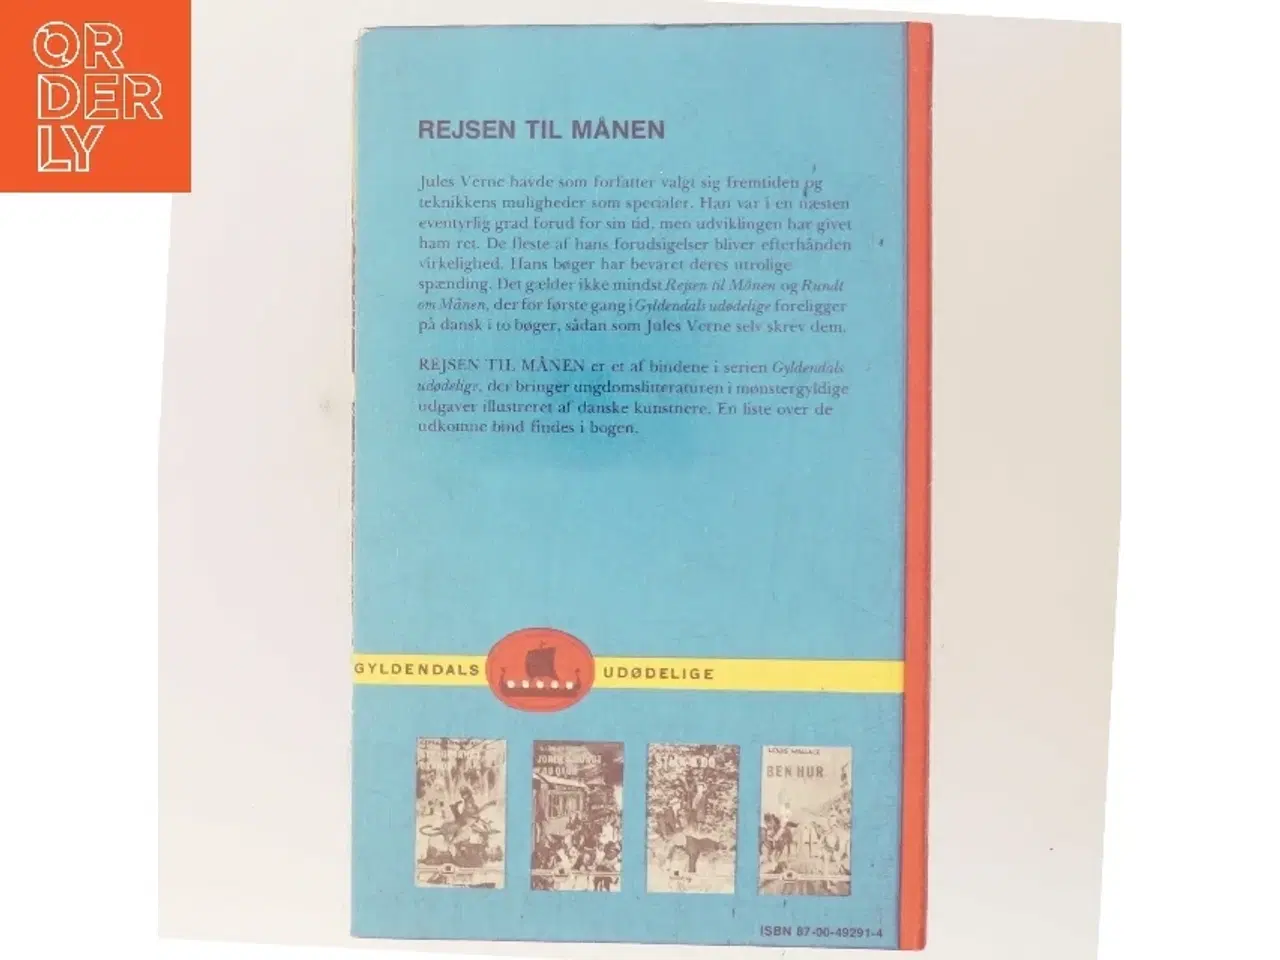 OR
DER
LY
REJSEN TIL MÅNEN
Jules Verne havde som forfatter valgt sig fremtiden og
teknikkens muligheder som specialer. Han var i en næsten
eventyrlig grad forud for sin tid, men udviklingen har givet
ham ret. De fleste af hans forudsigelser bliver efterhånden
virkelighed. Hans bøger har bevaret deres utrolige
spænding. Det gælder ikke mindst Rejsen til Månen og Rundt
om Månen, der for første gang i Gyldendals udødelige foreligger
på dansk i to bøger, sådan som Jules Verne selv skrev dem.
REJSEN TIL MÅNEN er et af bindene i serien Gyldendals
udødelige, der bringer ungdomslitteraturen i mønstergyldige
udgaver illustreret af danske kunstnere. En liste over de
udkomne bind findes i bogen.
GYLDENDALS UDØDELIGE
LOUIS WALLACE
BEN HUR
ISBN 87-00-49291-4